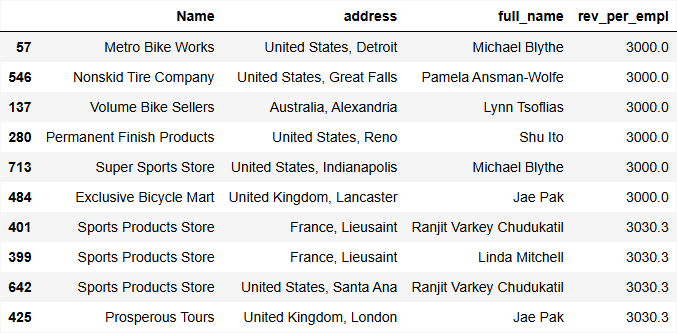 Name address full_name rev_per_empl
57 Metro Bike Works United States, Detroit Michael Blythe 3000.0
546 Nonskid Tire Company United States, Great Falls Pamela Ansman-Wolfe 3000.0
137 Volume Bike Sellers Australia, Alexandria Lynn Tsoflias 3000.0
280 Permanent Finish Products United States, Reno Shu Ito 3000.0
713 Super Sports Store United States, Indianapolis Michael Blythe 3000.0
484 Exclusive Bicycle Mart United Kingdom, Lancaster Jae Pak 3000.0
401 Sports Products Store France, Lieusaint Ranjit Varkey Chudukatil 3030.3
399 Sports Products Store France, Lieusaint Linda Mitchell 3030.3
642 Sports Products Store United States, Santa Ana Ranjit Varkey Chudukatil 3030.3
425 Prosperous Tours United Kingdom, London Jae Pak 3030.3